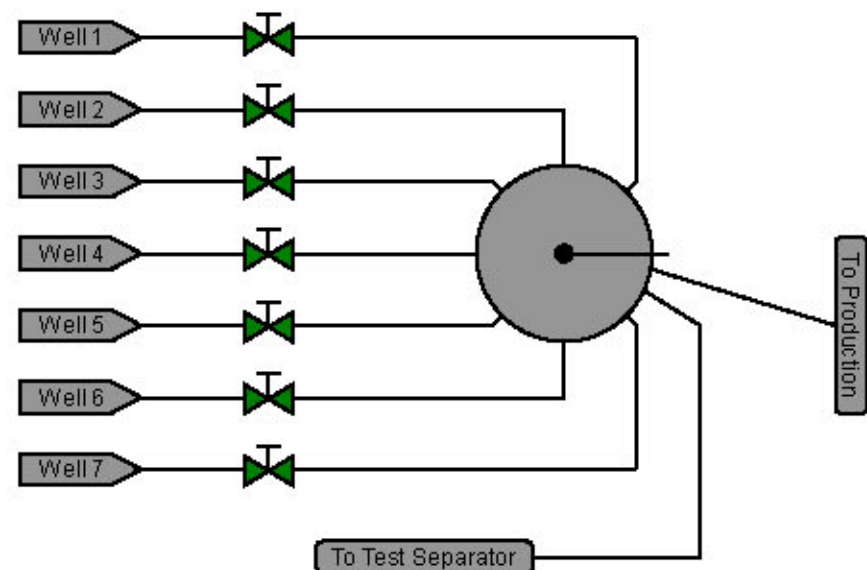 Well 1
Well 2
Well 3
Well 4
Well 5
Well 6
Well 7
To Production
To Test Separator